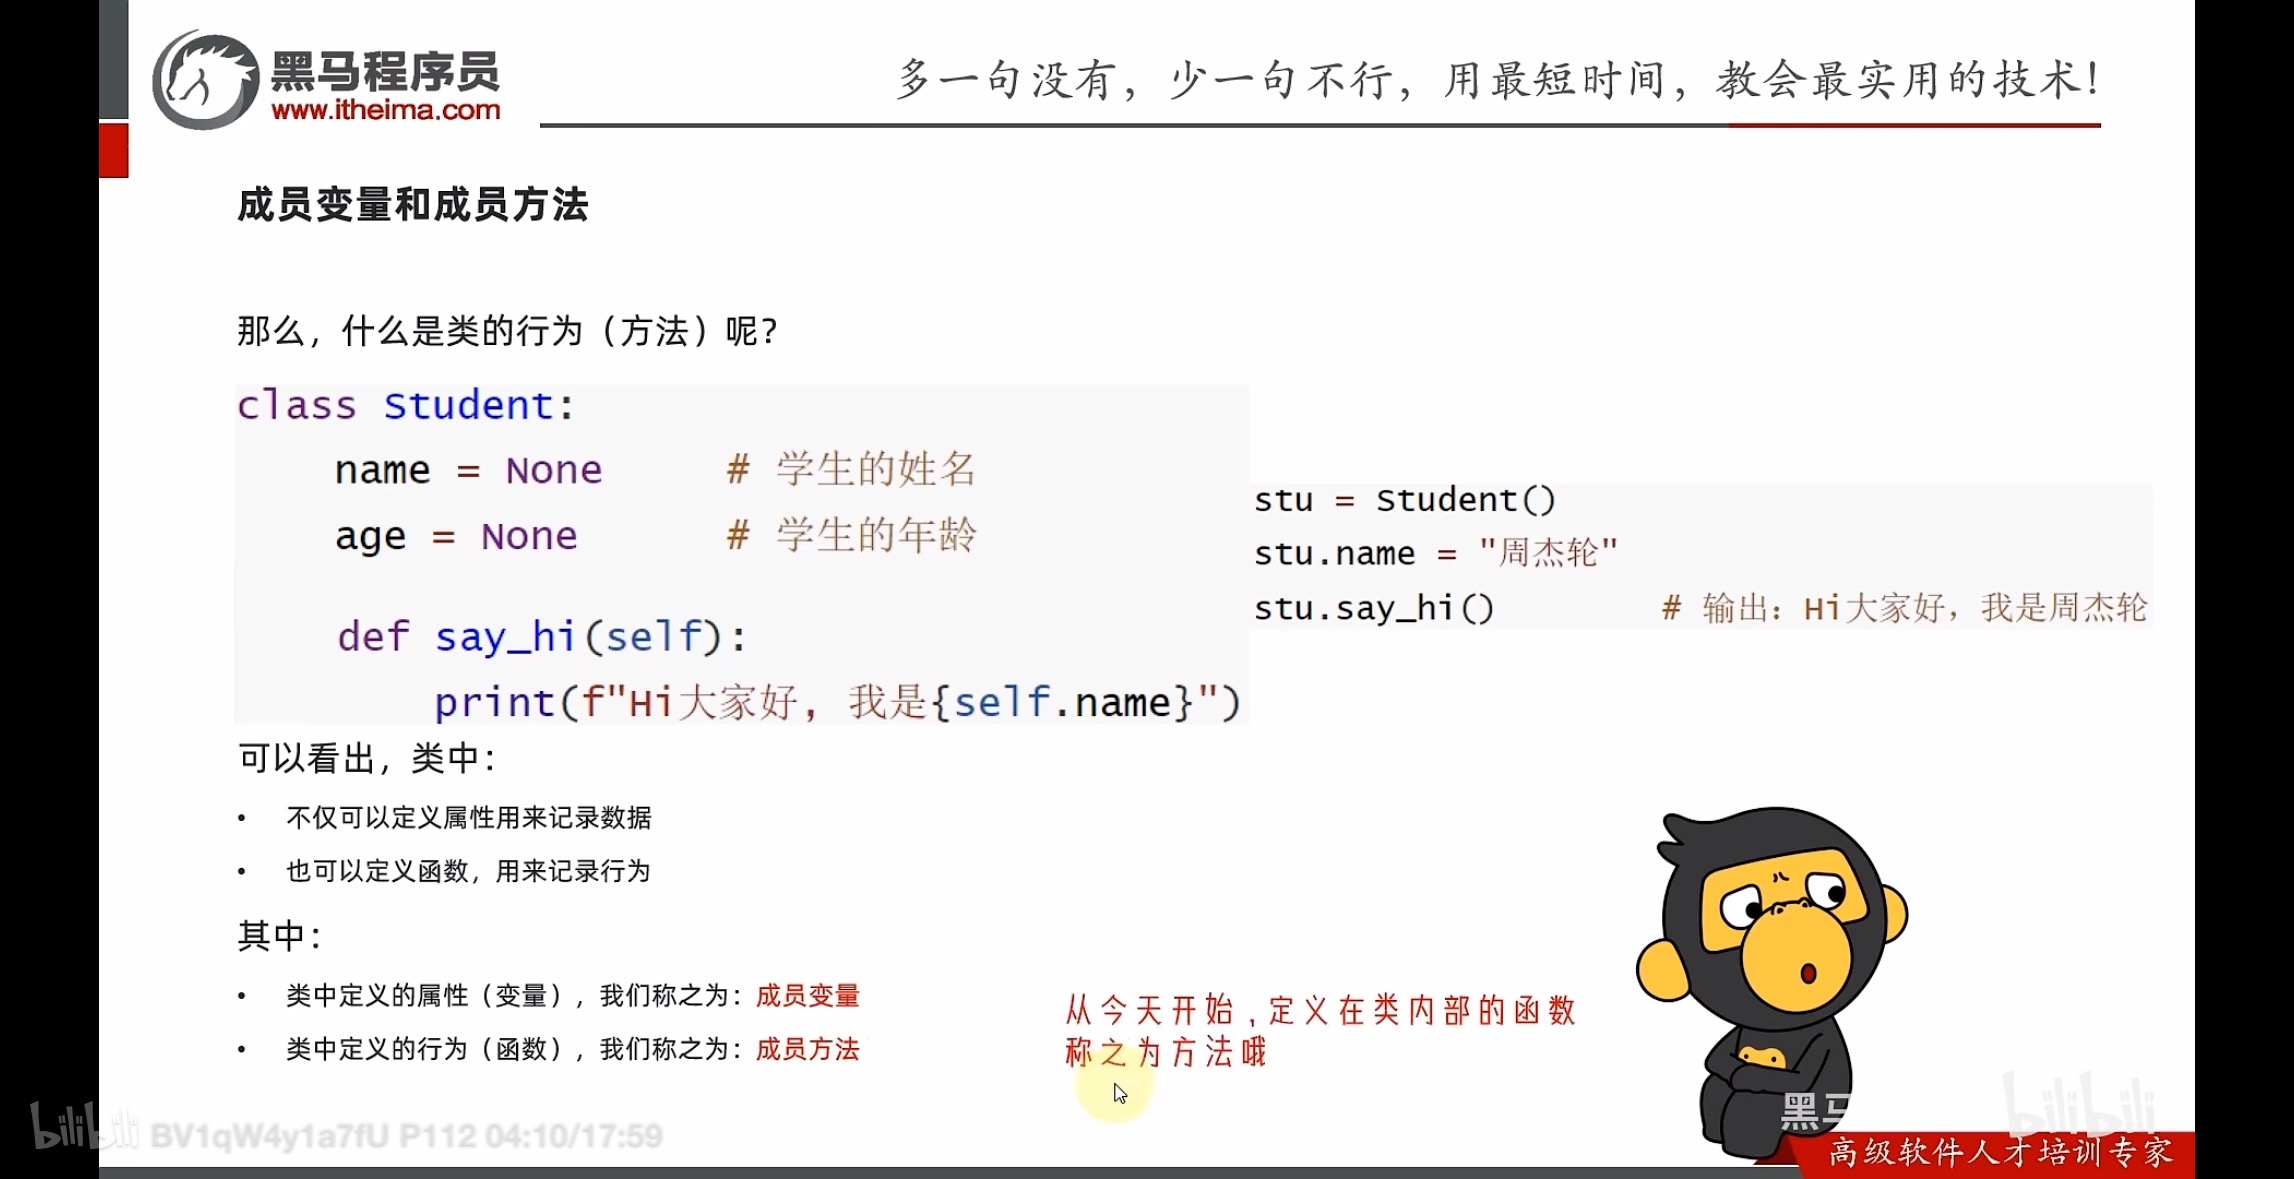 黑马程序员
www.itheima.com
多一句没有，少一句不行，用最短时间，教会最实用的技术！
成员变量和成员方法
那么，什么是类的行为（方法）呢？
class Student:
name = None # 学生的姓名
age = None # 学生的年龄
def say_hi(self):
print(f"Hi大家好，我是{self.name}")
stu = Student()
stu.name = "周杰轮"
stu.say_hi() # 输出：Hi大家好，我是周杰轮
可以看出，类中：
• 不仅可以定义属性用来记录数据
• 也可以定义函数，用来记录行为
其中：
• 类中定义的属性（变量），我们称之为：成员变量
• 类中定义的行为（函数），我们称之为：成员方法
从今天开始,定义在类内部的函数
称之为方法哦
bilibili BV1qW4y1a7fU P112 04:10/17:59
黑马
bilibili
高级软件人才培训专家